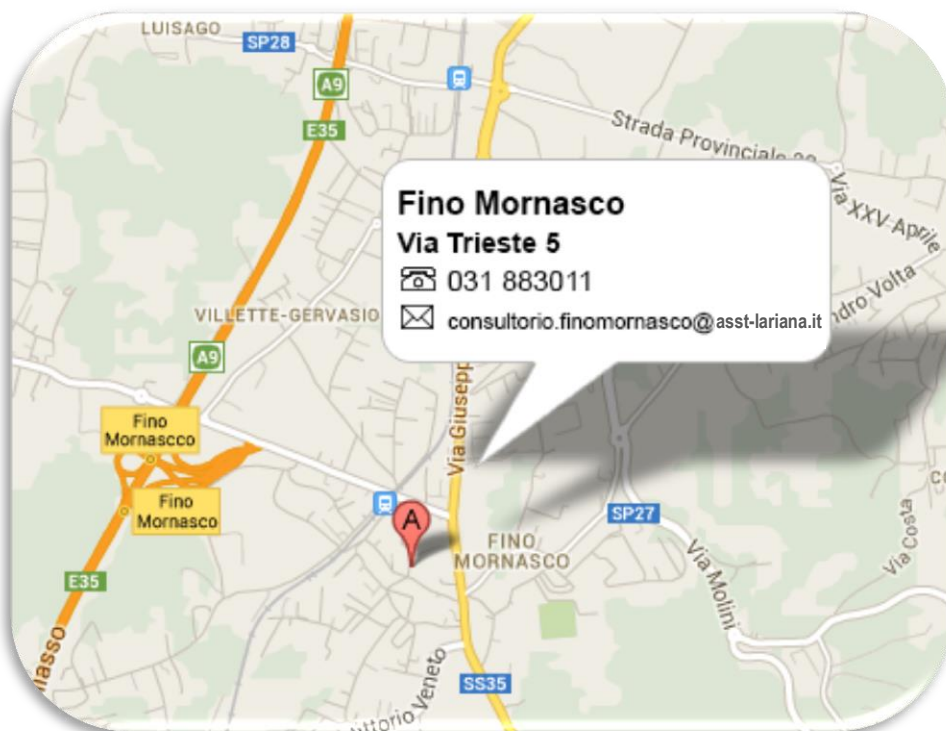 LUISAGO
SP28
A9
E35
Strada Provinciale 28
Via XXV Aprile
Fino Mornasco
Via Trieste 5
031 883011
consultorio.finomornasco@asst-lariana.it
VILLETTE-GERVASIO
A9
Via Giusepp
Fino
Mornascco
Fino
Mornasco
A
SP27
FINO
MORNASCO
Via Molini
Via Costa
E35
SS35
ttorio Veneto
dro Volta